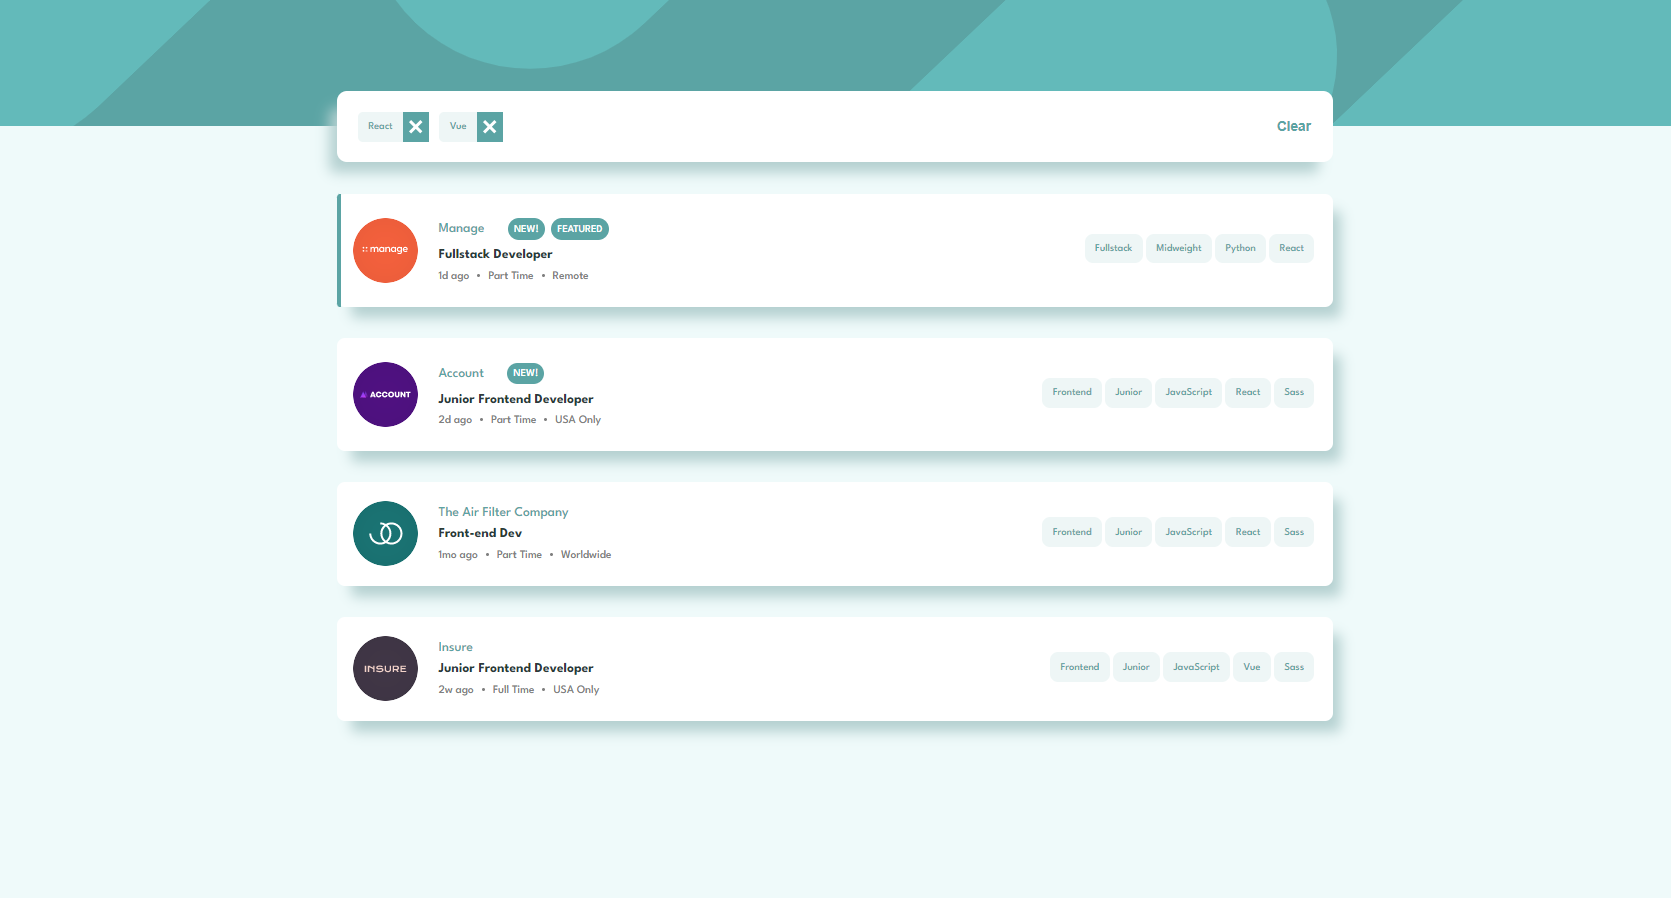 React Vue Clear
manage
Manage NEW! FEATURED
Fullstack Developer
1d ago • Part Time • Remote
Fullstack Midweight Python React
ACCOUNT
Account NEW!
Junior Frontend Developer
2d ago • Part Time • USA Only
Frontend Junior JavaScript React Sass
The Air Filter Company
Front-end Dev
1mo ago • Part Time • Worldwide
Frontend Junior JavaScript React Sass
INSURE
Insure
Junior Frontend Developer
2w ago • Full Time • USA Only
Frontend Junior JavaScript Vue Sass